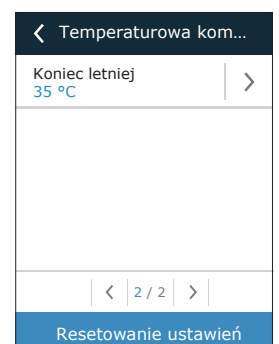 Temperaturowa kom...
Koniec letniej
35 °C
2 / 2
Resetowanie ustawień